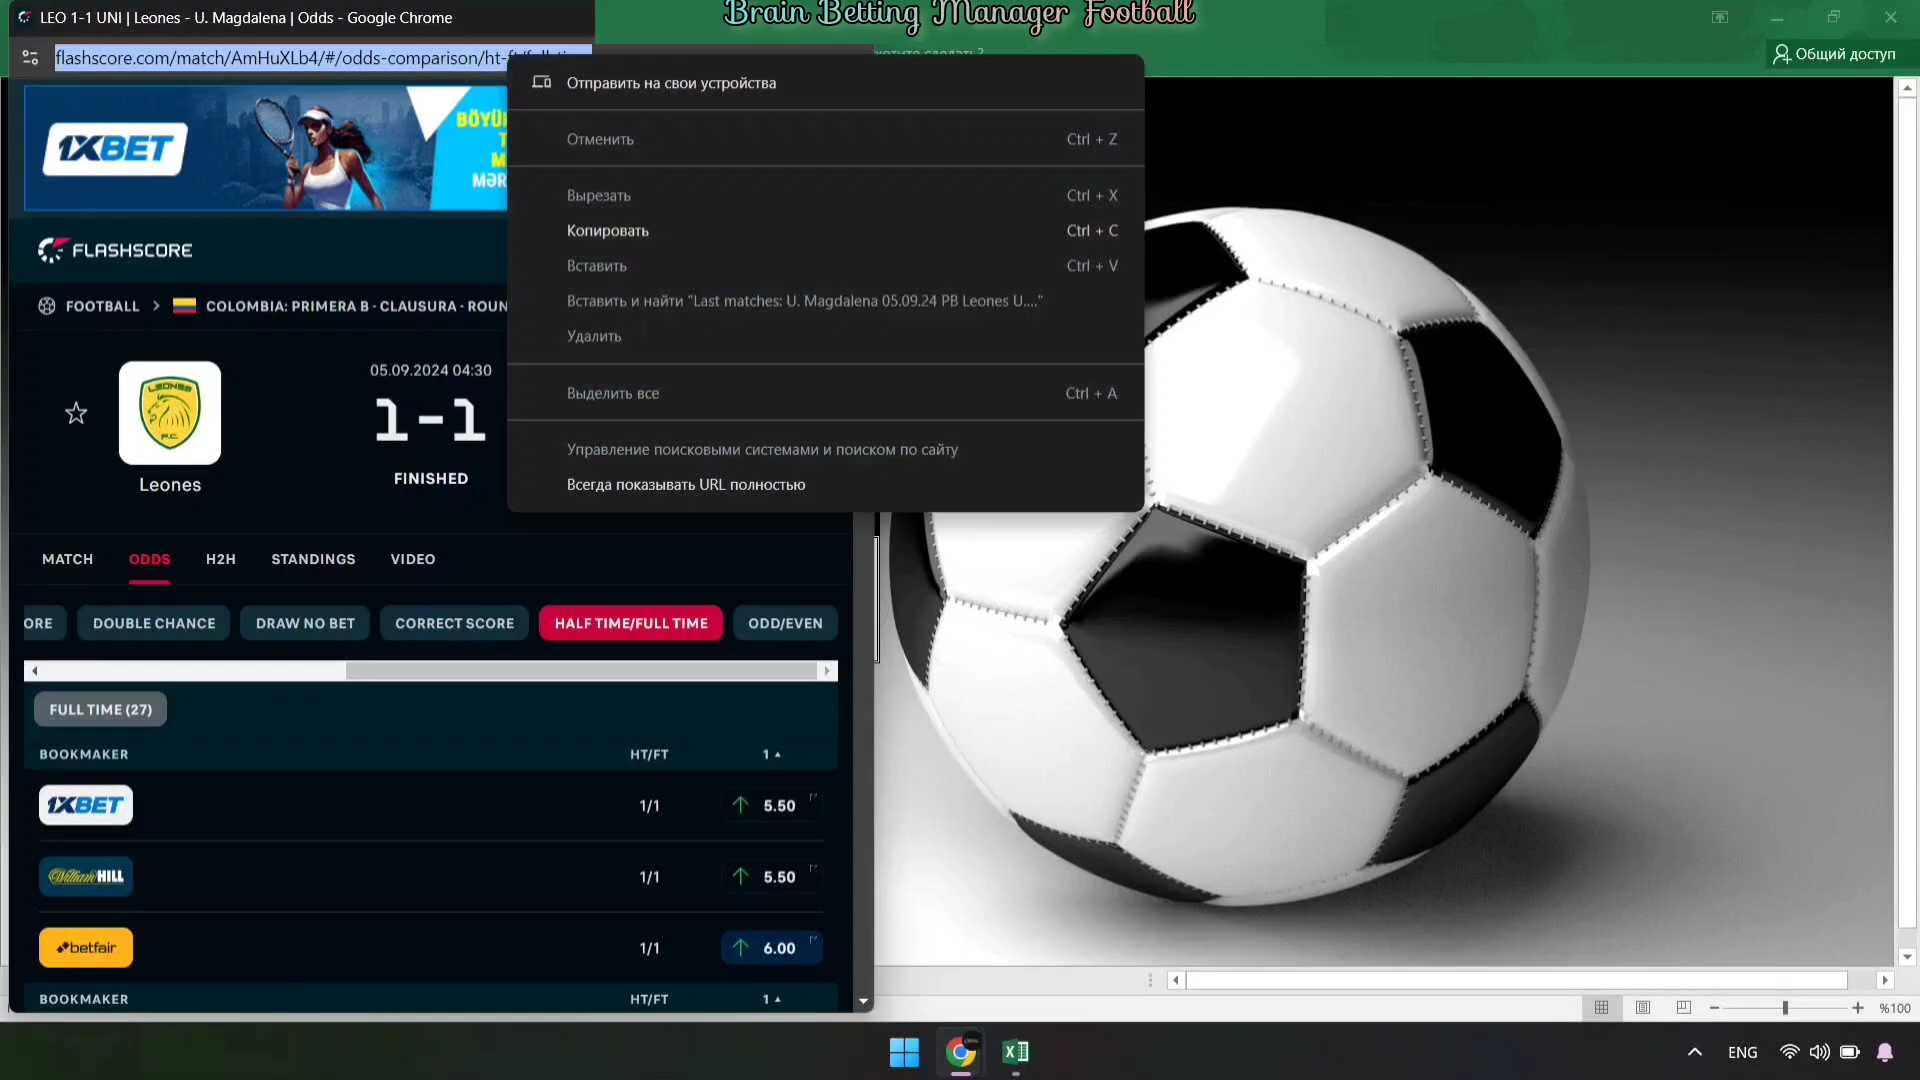 LEO 1-1 UNI | Leones - U. Magdalena | Odds - Google Chrome
Brain Betting Manager Football
flashscore.com/match/AmHuXLb4/#/odds-comparison/ht-
хотите сделать?
Общий доступ
1XBET
BÖYÜ
T
M
MƏR
FLASHSCORE
FOOTBALL > COLOMBIA: PRIMERA B - CLAUSURA - ROUN
Отправить на свои устройства
Отменить Ctrl + Z
Вырезать Ctrl + X
Копировать Ctrl + C
Вставить Ctrl + V
Вставить и найти "Last matches: U. Magdalena 05.09.24 PB Leones U...."
Удалить
Выделить все Ctrl + A
Управление поисковыми системами и поиском по сайту
Всегда показывать URL полностью
05.09.2024 04:30
1-1
FINISHED
LEONES
F.C.
Leones
MATCH ODDS H2H STANDINGS VIDEO
ORE DOUBLE CHANCE DRAW NO BET CORRECT SCORE HALF TIME/FULL TIME ODD/EVEN
FULL TIME (27)
BOOKMAKER HT/FT 1
1XBET 1/1 5.50
William HILL 1/1 5.50
betfair 1/1 6.00
BOOKMAKER HT/FT 1
%100
ENG